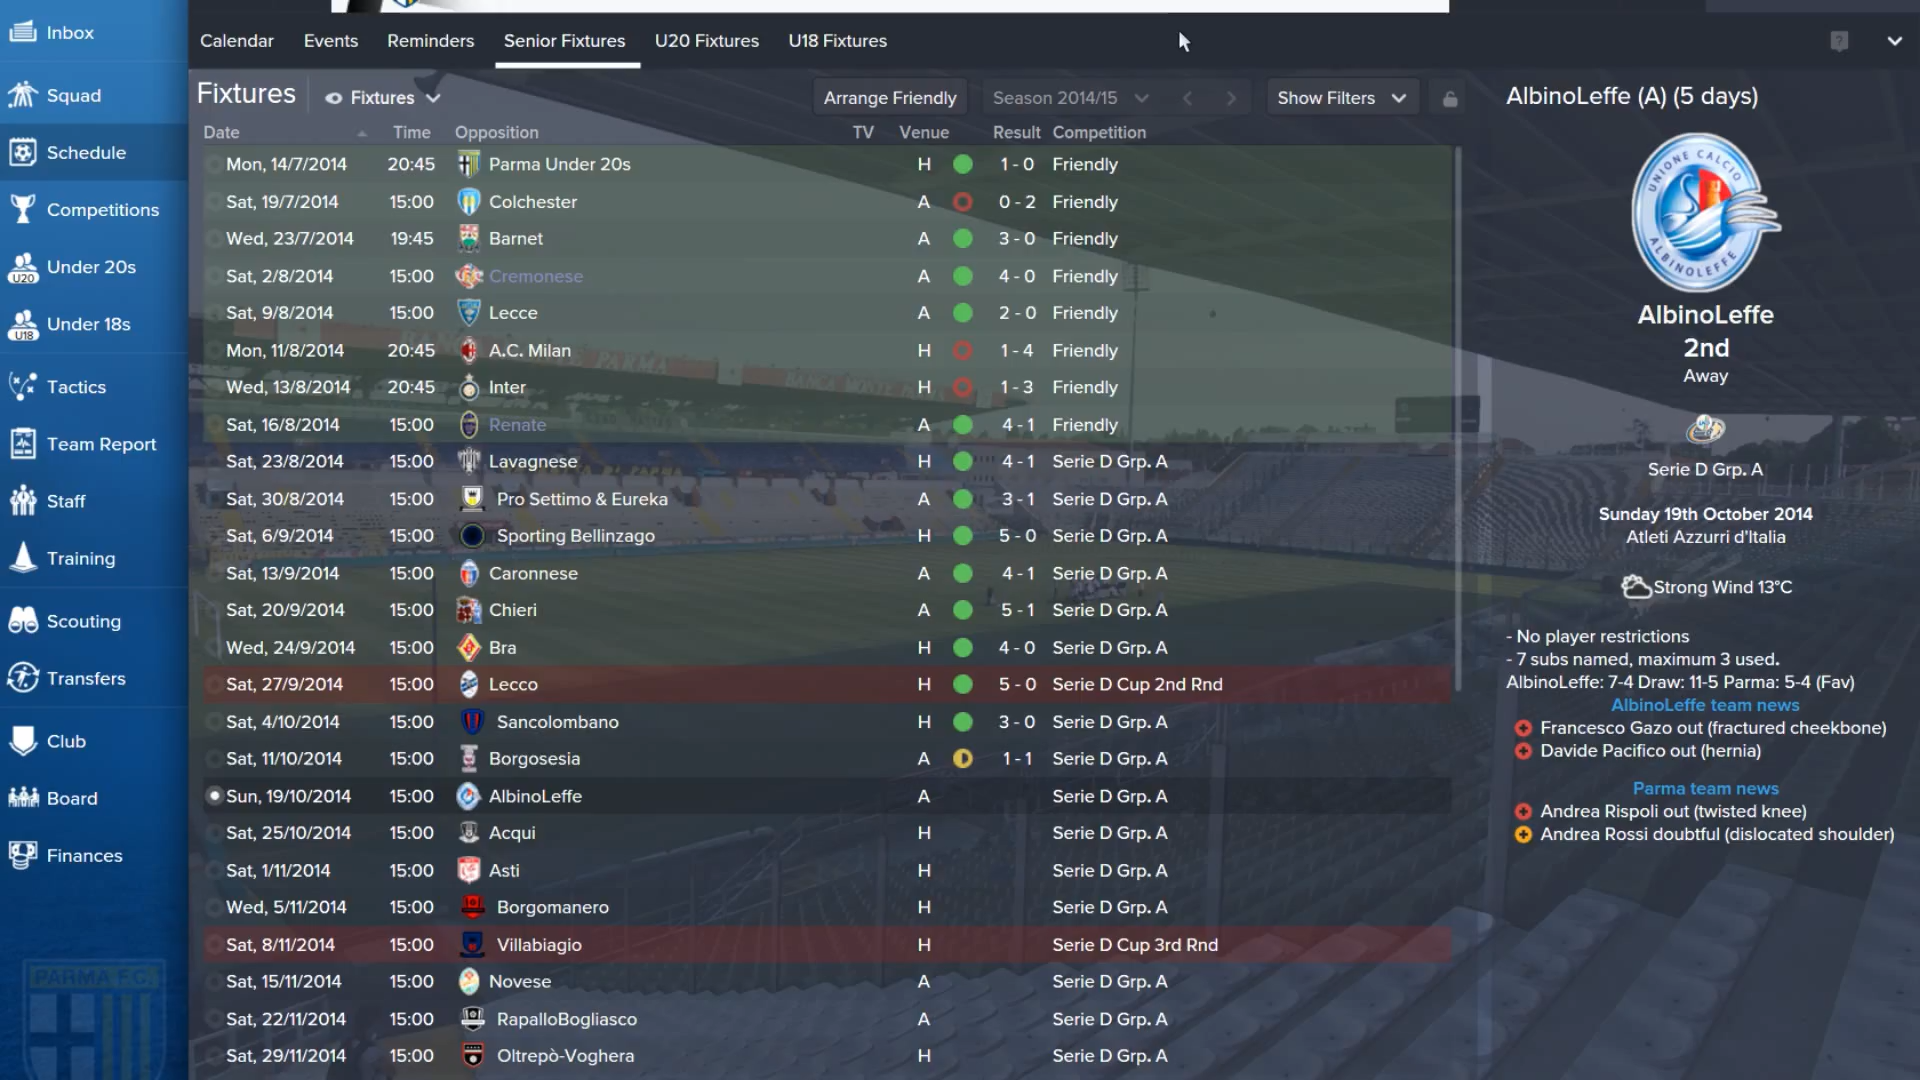 Inbox
Squad
Schedule
Competitions
U20 Under 20s
U18 Under 18s
Tactics
Team Report
Staff
Training
Scouting
Transfers
Club
Board
Finances
PARMA F.C.
Calendar Events Reminders Senior Fixtures U20 Fixtures U18 Fixtures
?
Fixtures Fixtures Arrange Friendly Season 2014/15 Show Filters
Date Time Opposition TV Venue Result Competition
Mon, 14/7/2014 20:45 Parma Under 20s H 1 - 0 Friendly
Sat, 19/7/2014 15:00 Colchester A 0 - 2 Friendly
Wed, 23/7/2014 19:45 Barnet A 3 - 0 Friendly
Sat, 2/8/2014 15:00 Cremonese A 4 - 0 Friendly
Sat, 9/8/2014 15:00 Lecce A 2 - 0 Friendly
Mon, 11/8/2014 20:45 A.C. Milan H 1 - 4 Friendly
Wed, 13/8/2014 20:45 Inter H 1 - 3 Friendly
Sat, 16/8/2014 15:00 Renate A 4 - 1 Friendly
Sat, 23/8/2014 15:00 Lavagnese H 4 - 1 Serie D Grp. A
Sat, 30/8/2014 15:00 Pro Settimo & Eureka A 3 - 1 Serie D Grp. A
Sat, 6/9/2014 15:00 Sporting Bellinzago H 5 - 0 Serie D Grp. A
Sat, 13/9/2014 15:00 Caronnese A 4 - 1 Serie D Grp. A
Sat, 20/9/2014 15:00 Chieri A 5 - 1 Serie D Grp. A
Wed, 24/9/2014 15:00 Bra H 4 - 0 Serie D Grp. A
Sat, 27/9/2014 15:00 Lecco H 5 - 0 Serie D Cup 2nd Rnd
Sat, 4/10/2014 15:00 Sancolombano H 3 - 0 Serie D Grp. A
Sat, 11/10/2014 15:00 Borgosesia A 1 - 1 Serie D Grp. A
Sun, 19/10/2014 15:00 AlbinoLeffe A Serie D Grp. A
Sat, 25/10/2014 15:00 Acqui H Serie D Grp. A
Sat, 1/11/2014 15:00 Asti H Serie D Grp. A
Wed, 5/11/2014 15:00 Borgomanero H Serie D Grp. A
Sat, 8/11/2014 15:00 Villabiagio H Serie D Cup 3rd Rnd
Sat, 15/11/2014 15:00 Novese A Serie D Grp. A
Sat, 22/11/2014 15:00 RapalloBogliasco A Serie D Grp. A
Sat, 29/11/2014 15:00 Oltrepò-Voghera H Serie D Grp. A
AlbinoLeffe (A) (5 days)
UNIONE CALCIO
ALBINOLEFFE
AlbinoLeffe
2nd
Away
Serie D Grp. A
Sunday 19th October 2014
Atleti Azzurri d'Italia
Strong Wind 13°C
- No player restrictions
- 7 subs named, maximum 3 used.
AlbinoLeffe: 7-4 Draw: 11-5 Parma: 5-4 (Fav)
AlbinoLeffe team news
Francesco Gazo out (fractured cheekbone)
Davide Pacifico out (hernia)
Parma team news
Andrea Rispoli out (twisted knee)
Andrea Rossi doubtful (dislocated shoulder)